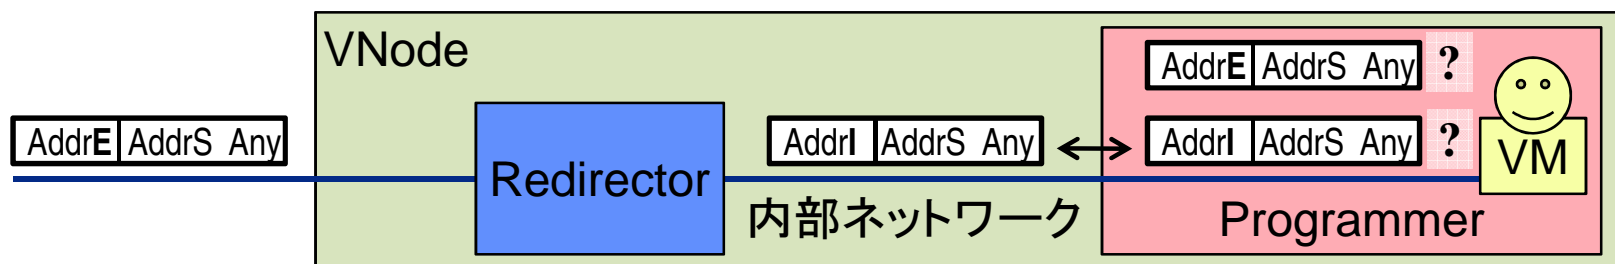 VNode
AddrE AddrS Any ?
AddrE AddrS Any
Redirector
AddrI AddrS Any
AddrI AddrS Any ?
VM
内部ネットワーク
Programmer